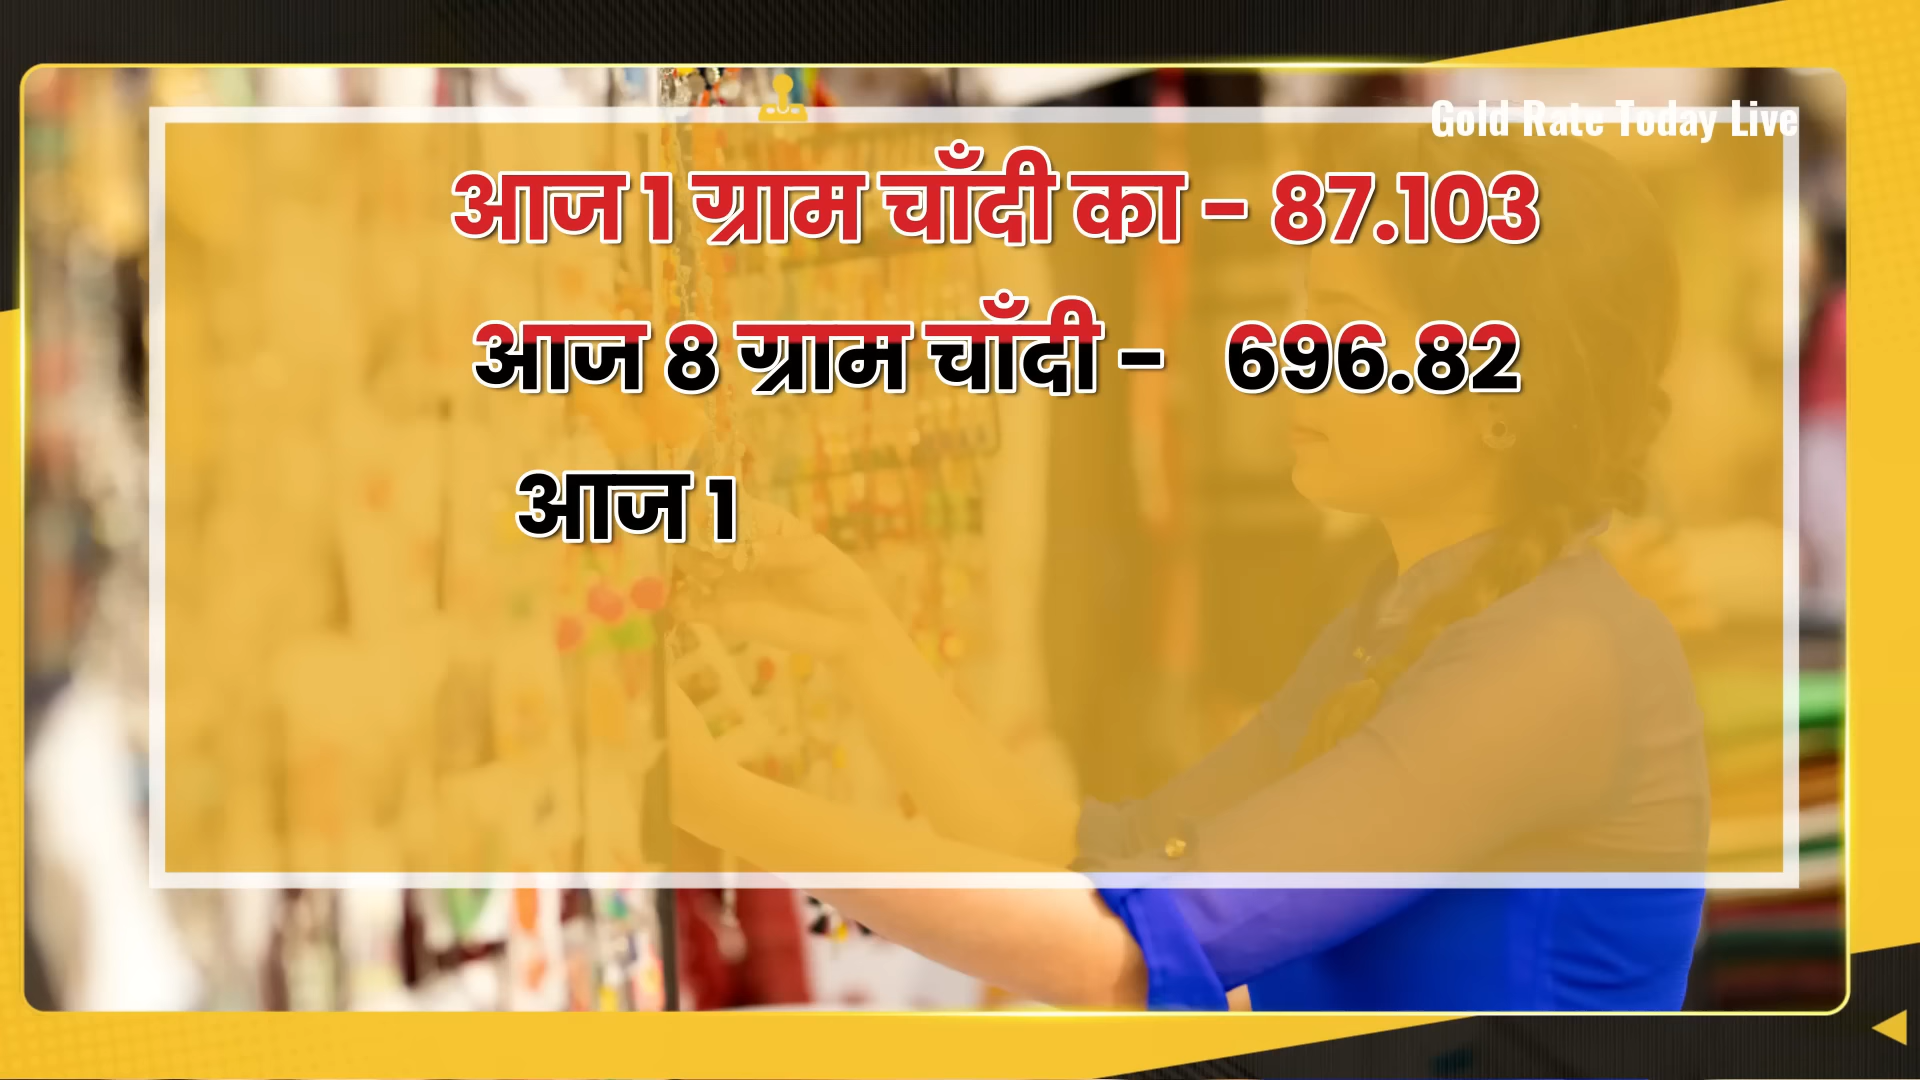 Gold Rate Today Live
आज 1 ग्राम चाँदी का - 87.103
आज 8 ग्राम चाँदी - 696.82
आज 1